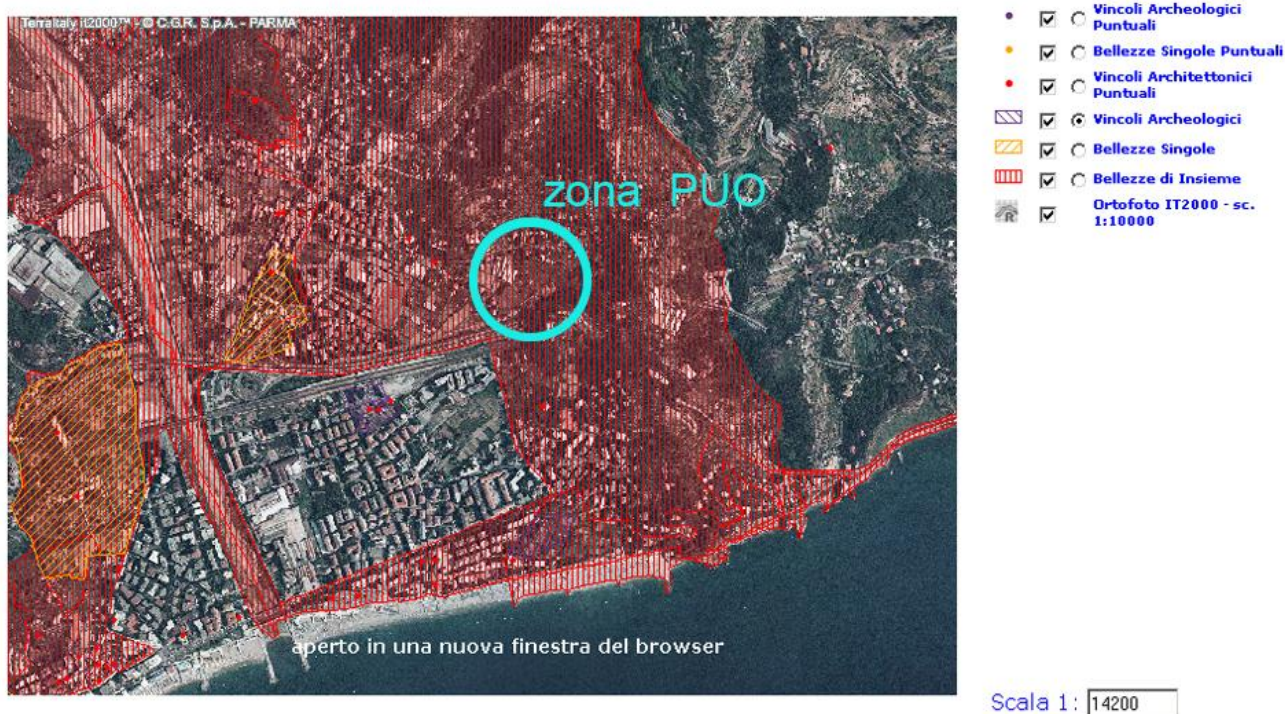 TerraItaly it2000™ - © C.G.R. S.p.A. - PARMA
zona PUO
aperto in una nuova finestra del browser
Vincoli Archeologici
Puntuali
Bellezze Singole Puntuali
Vincoli Architettonici
Puntuali
Vincoli Archeologici
Bellezze Singole
Bellezze di Insieme
Ortofoto IT2000 - sc.
1:10000
Scala 1: 14200